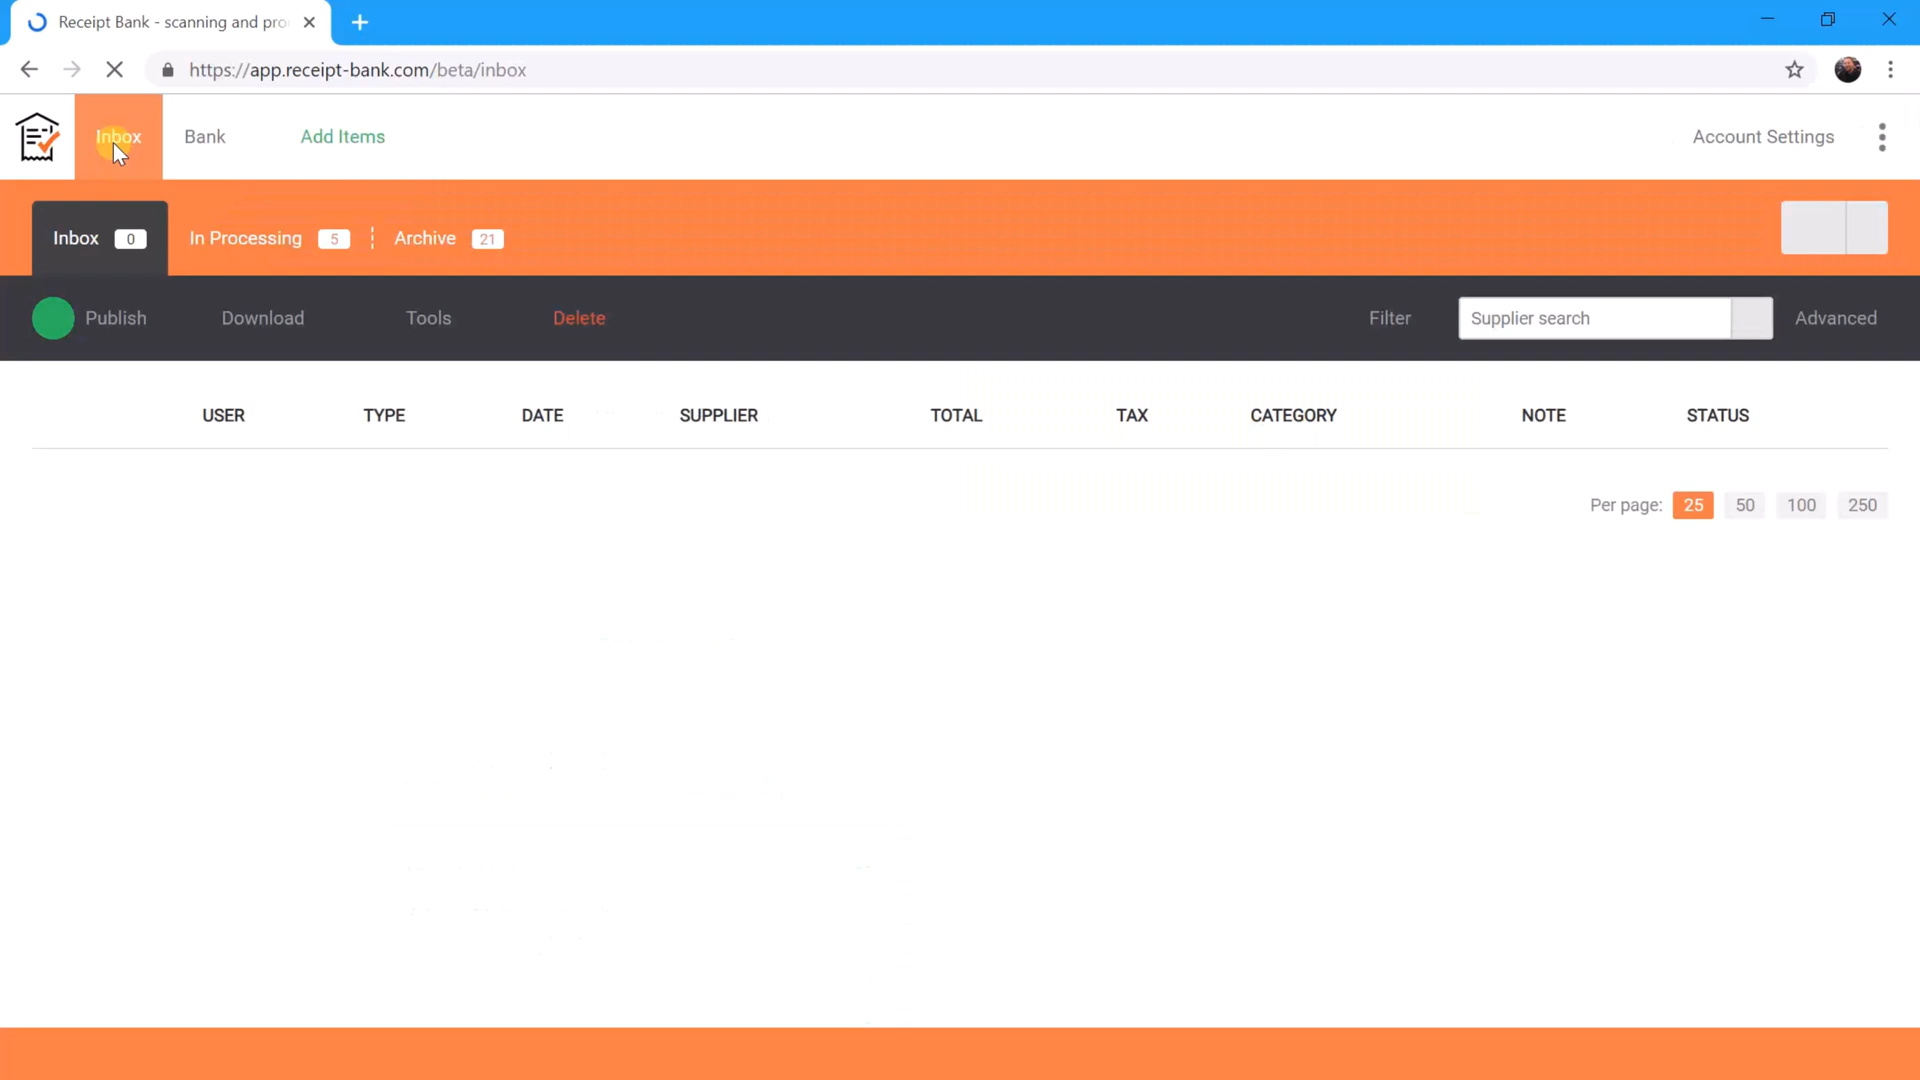 Receipt Bank - scanning and pro
https://app.receipt-bank.com/beta/inbox
Inbox Bank Add Items Account Settings
Inbox 0 In Processing 5 Archive 21
Publish Download Tools Delete Filter Supplier search Advanced
USER TYPE DATE SUPPLIER TOTAL TAX CATEGORY NOTE STATUS
Per page: 25 50 100 250